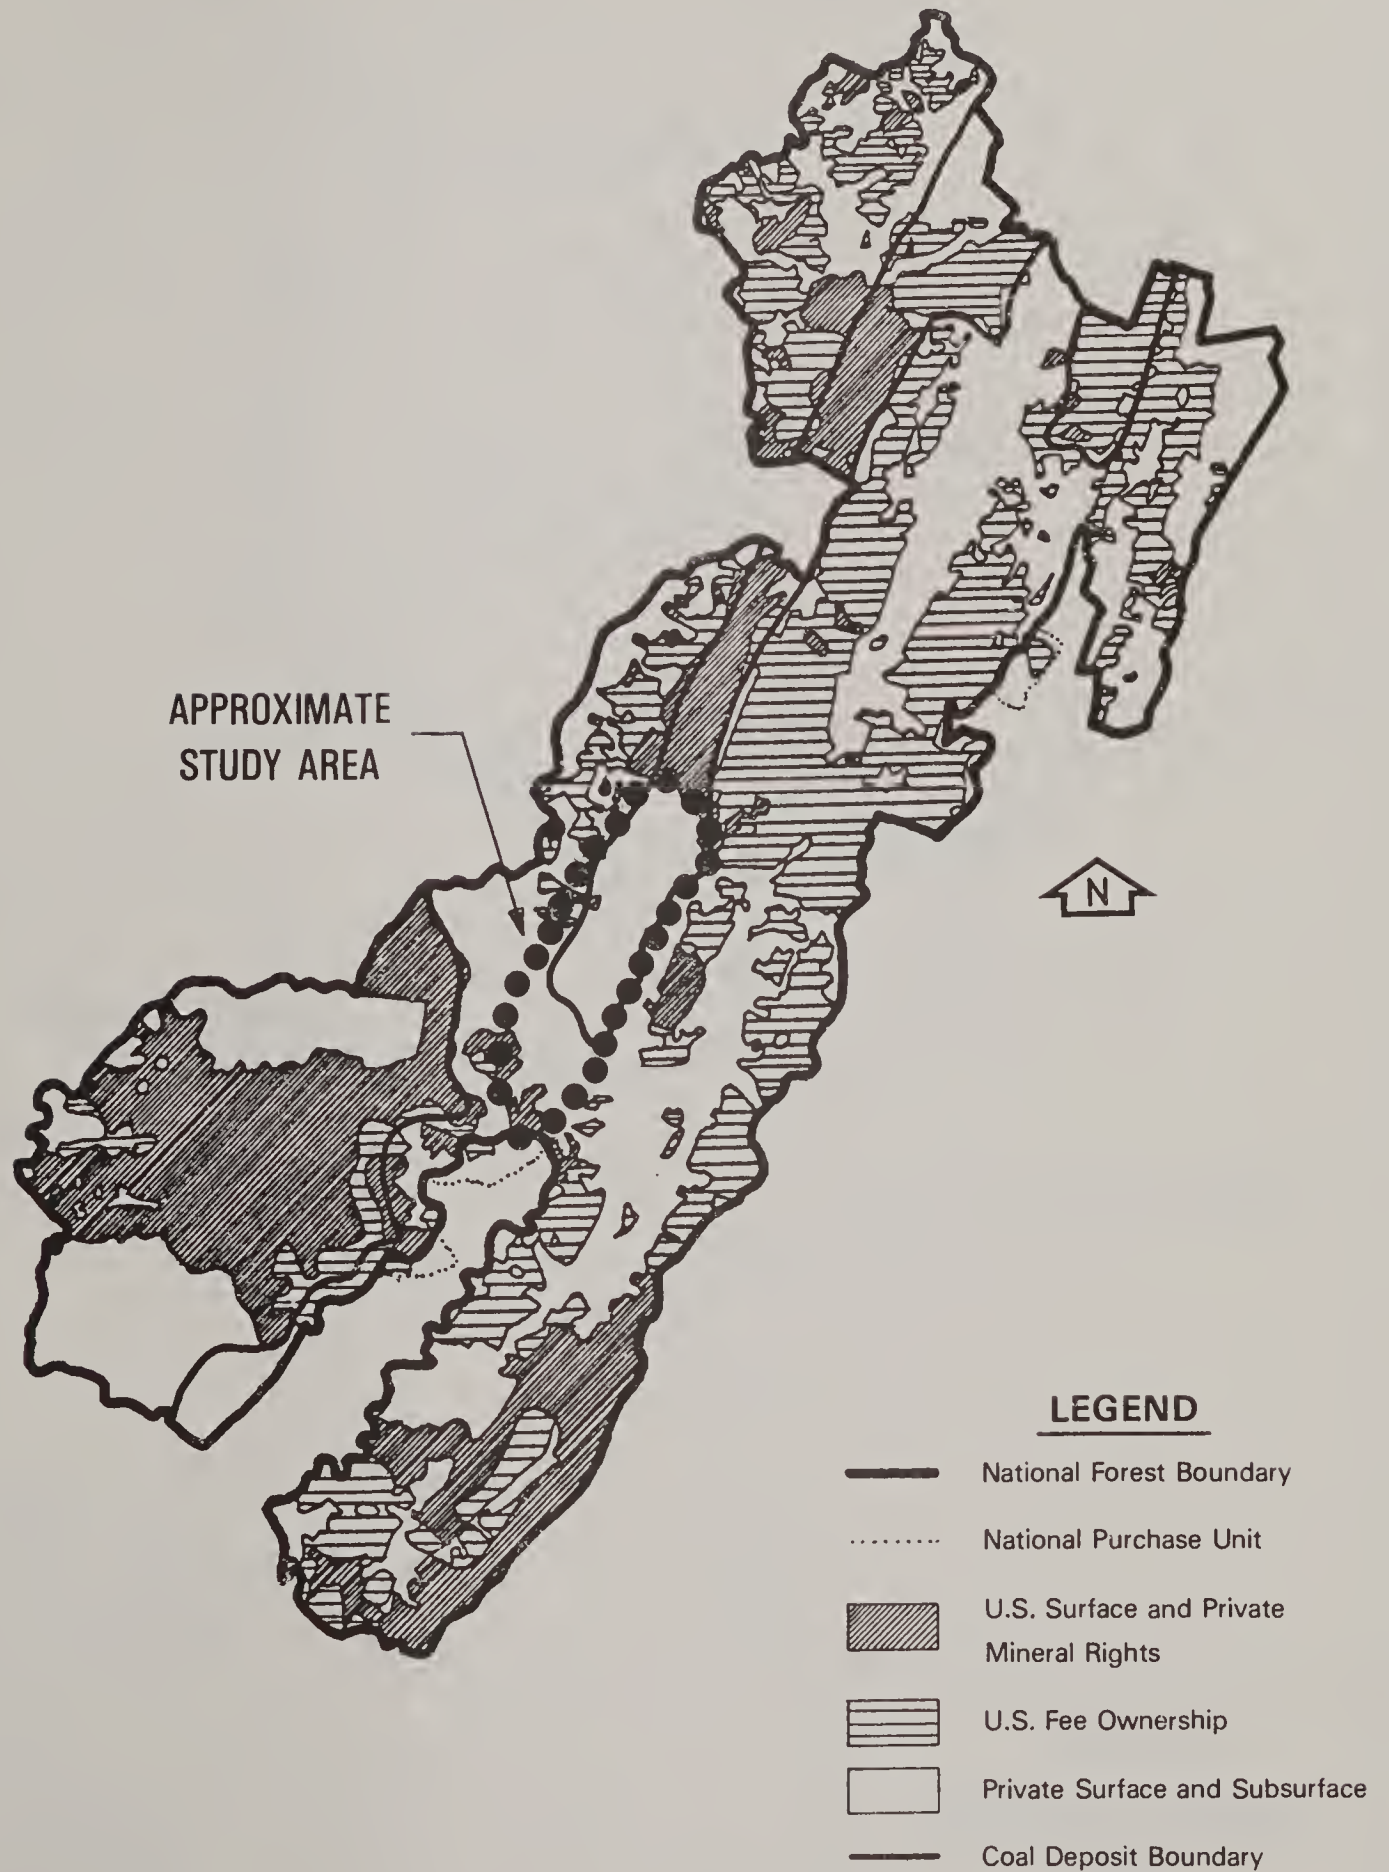 APPROXIMATE
STUDY AREA
N
LEGEND
National Forest Boundary
National Purchase Unit
U.S. Surface and Private
Mineral Rights
U.S. Fee Ownership
Private Surface and Subsurface
Coal Deposit Boundary